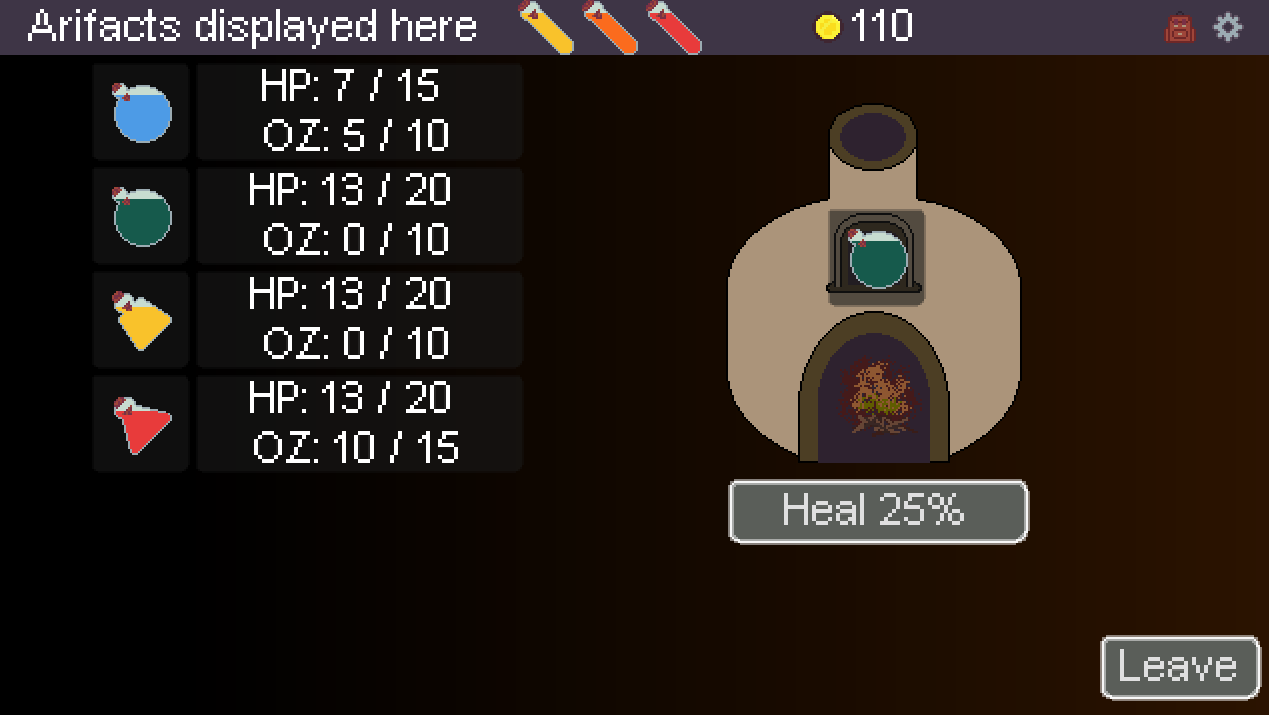 Arifacts displayed here
110
HP: 7 / 15
OZ: 5 / 10
HP: 13 / 20
OZ: 0 / 10
HP: 13 / 20
OZ: 0 / 10
HP: 13 / 20
OZ: 10 / 15
Heal 25%
Leave